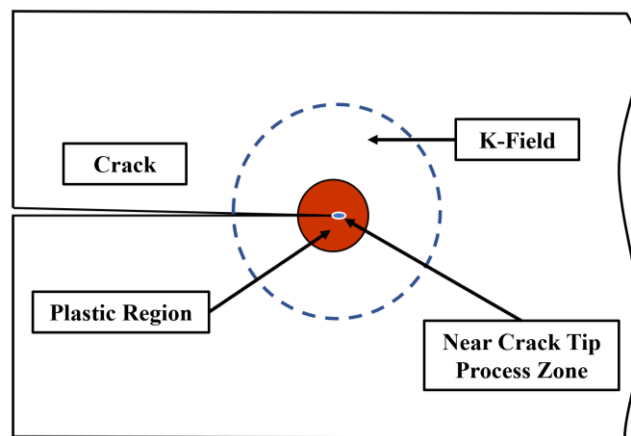 K-Field
Crack
Plastic Region
Near Crack Tip
Process Zone